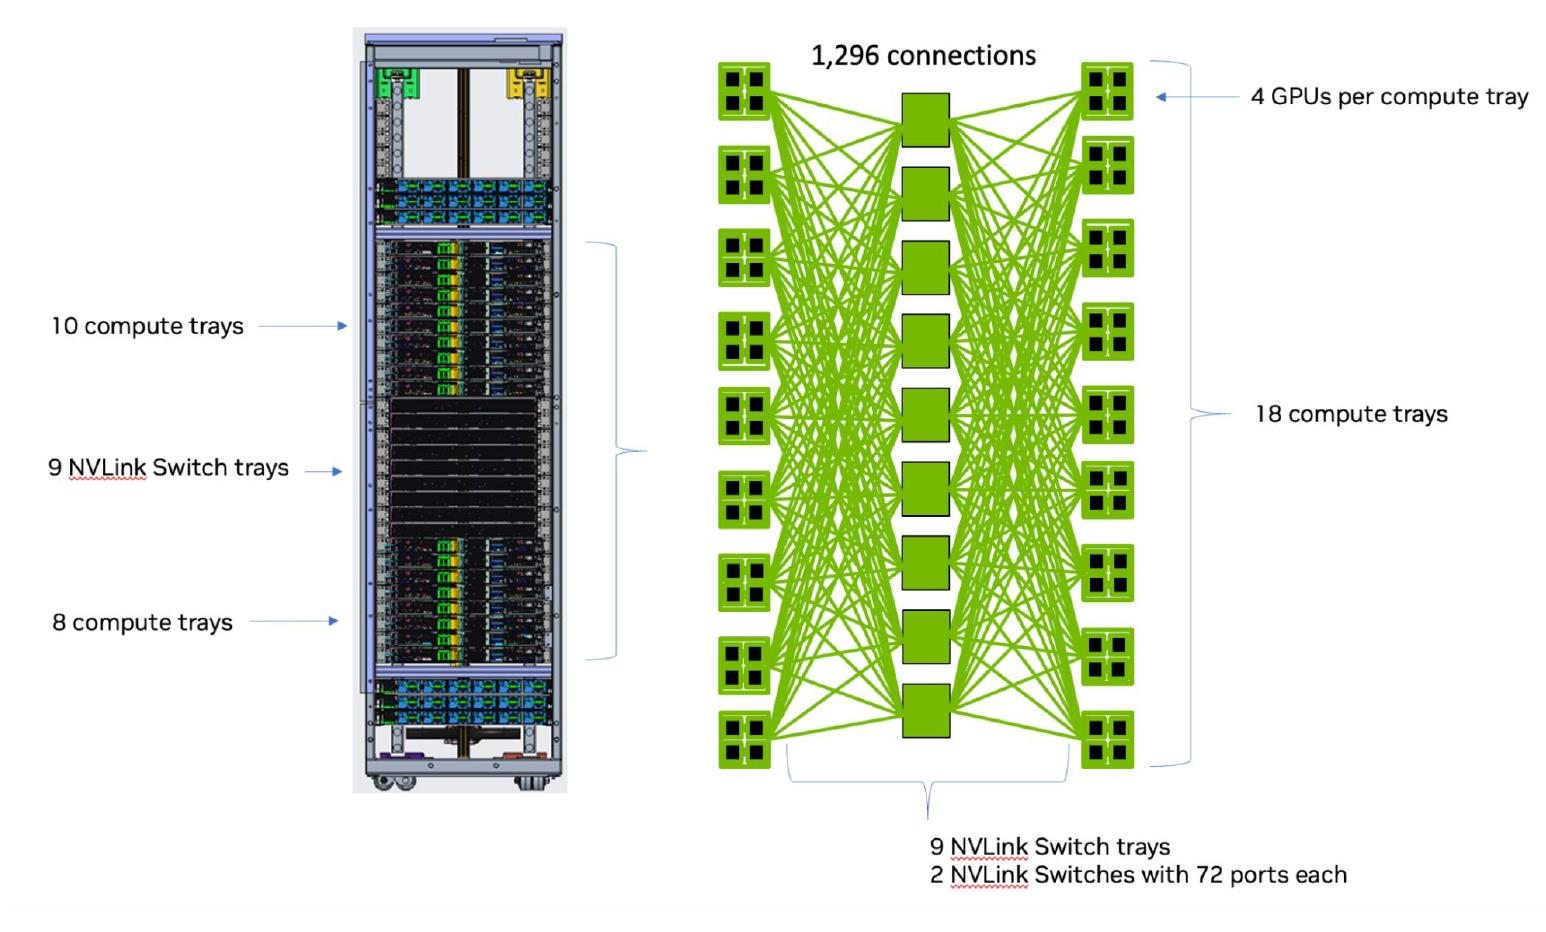 1,296 connections
4 GPUs per compute tray
10 compute trays
18 compute trays
9 NVLink Switch trays
8 compute trays
9 NVLink Switch trays
2 NVLink Switches with 72 ports each